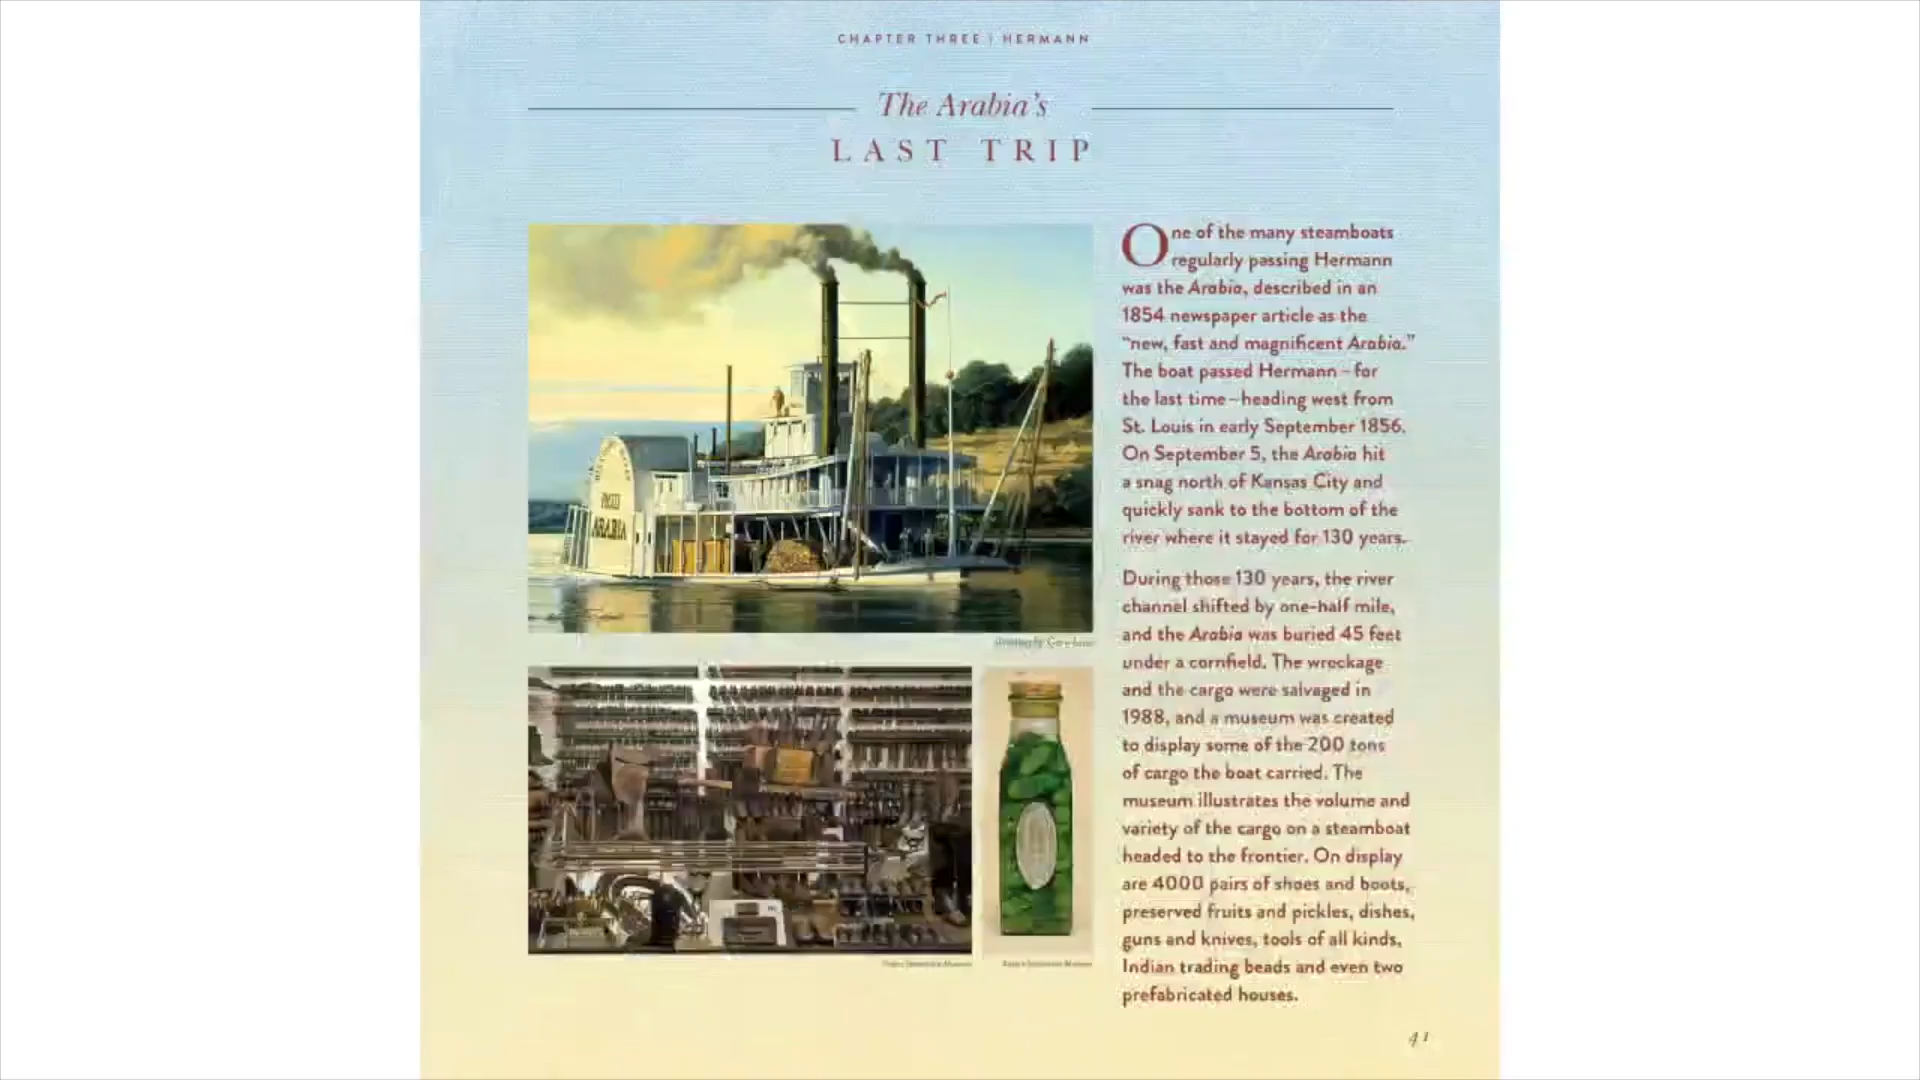 CHAPTER THREE | HERMANN
The Arabia's
LAST TRIP
One of the many steamboats
regularly passing Hermann
was the Arabia, described in an
1854 newspaper article as the
"new, fast and magnificent Arabia."
The boat passed Hermann – for
the last time – heading west from
St. Louis in early September 1856.
On September 5, the Arabia hit
a snag north of Kansas City and
quickly sank to the bottom of the
river where it stayed for 130 years.
During those 130 years, the river
channel shifted by one-half mile,
and the Arabia was buried 45 feet
under a cornfield. The wreckage
and the cargo were salvaged in
1988, and a museum was created
to display some of the 200 tons
of cargo the boat carried. The
museum illustrates the volume and
variety of the cargo on a steamboat
headed to the frontier. On display
are 4000 pairs of shoes and boots,
preserved fruits and pickles, dishes,
guns and knives, tools of all kinds,
Indian trading beads and even two
prefabricated houses.
ARABIA
Arabia Steamboat Museum
Arabia Steamboat Museum
41